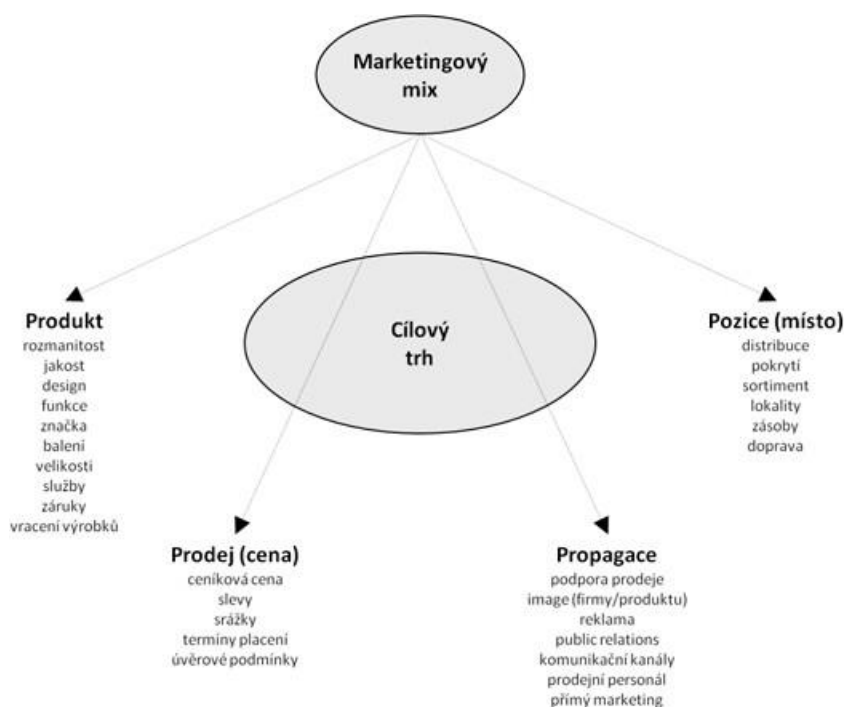 Marketingový
mix
Cílový
trh
Produkt
rozmanitost
jakost
design
funkce
značka
balení
velikosti
služby
záruky
vracení výrobků
Prodej (cena)
ceníková cena
slevy
srážky
termíny placení
úvěrové podmínky
Propagace
podpora prodeje
image (firmy/produktu)
reklama
public relations
komunikační kanály
prodejní personál
přímý marketing
Pozice (místo)
distribuce
pokrytí
sortiment
lokality
zásoby
doprava